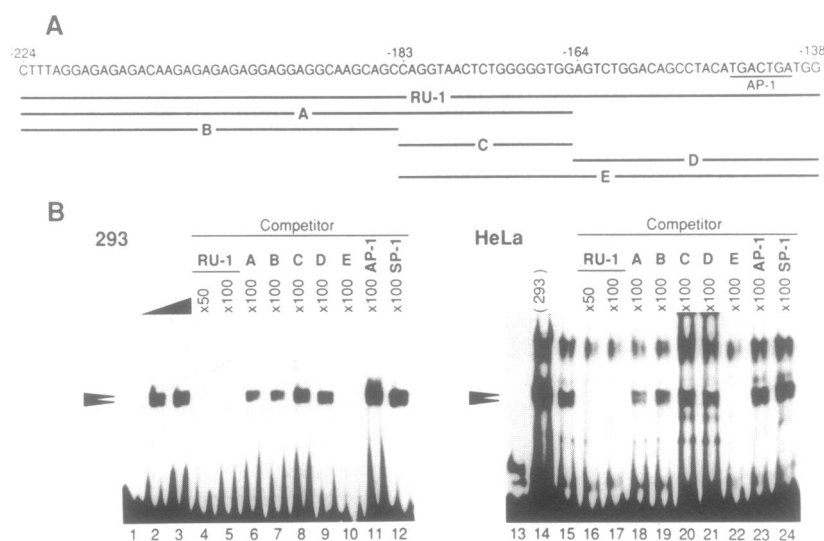 A
-224 -183 -164 -138
CTTTAGGAGAGAGACAAGAGAGAGAGGAGGAGGCAAGCAGCCAGGTAACTCTGGGGGTGGAGTCTGGACAGCCTACATGACTGATGG
AP-1
RU-1
A
B
C
D
E
B
293
Competitor
RU-1 A B C D E AP-1 SP-1
x50 x100 x100 x100 x100 x100 x100 x100 x100
1 2 3 4 5 6 7 8 9 10 11 12
HeLa
Competitor
RU-1 A B C D E AP-1 SP-1
(293) x50 x100 x100 x100 x100 x100 x100 x100 x100
13 14 15 16 17 18 19 20 21 22 23 24